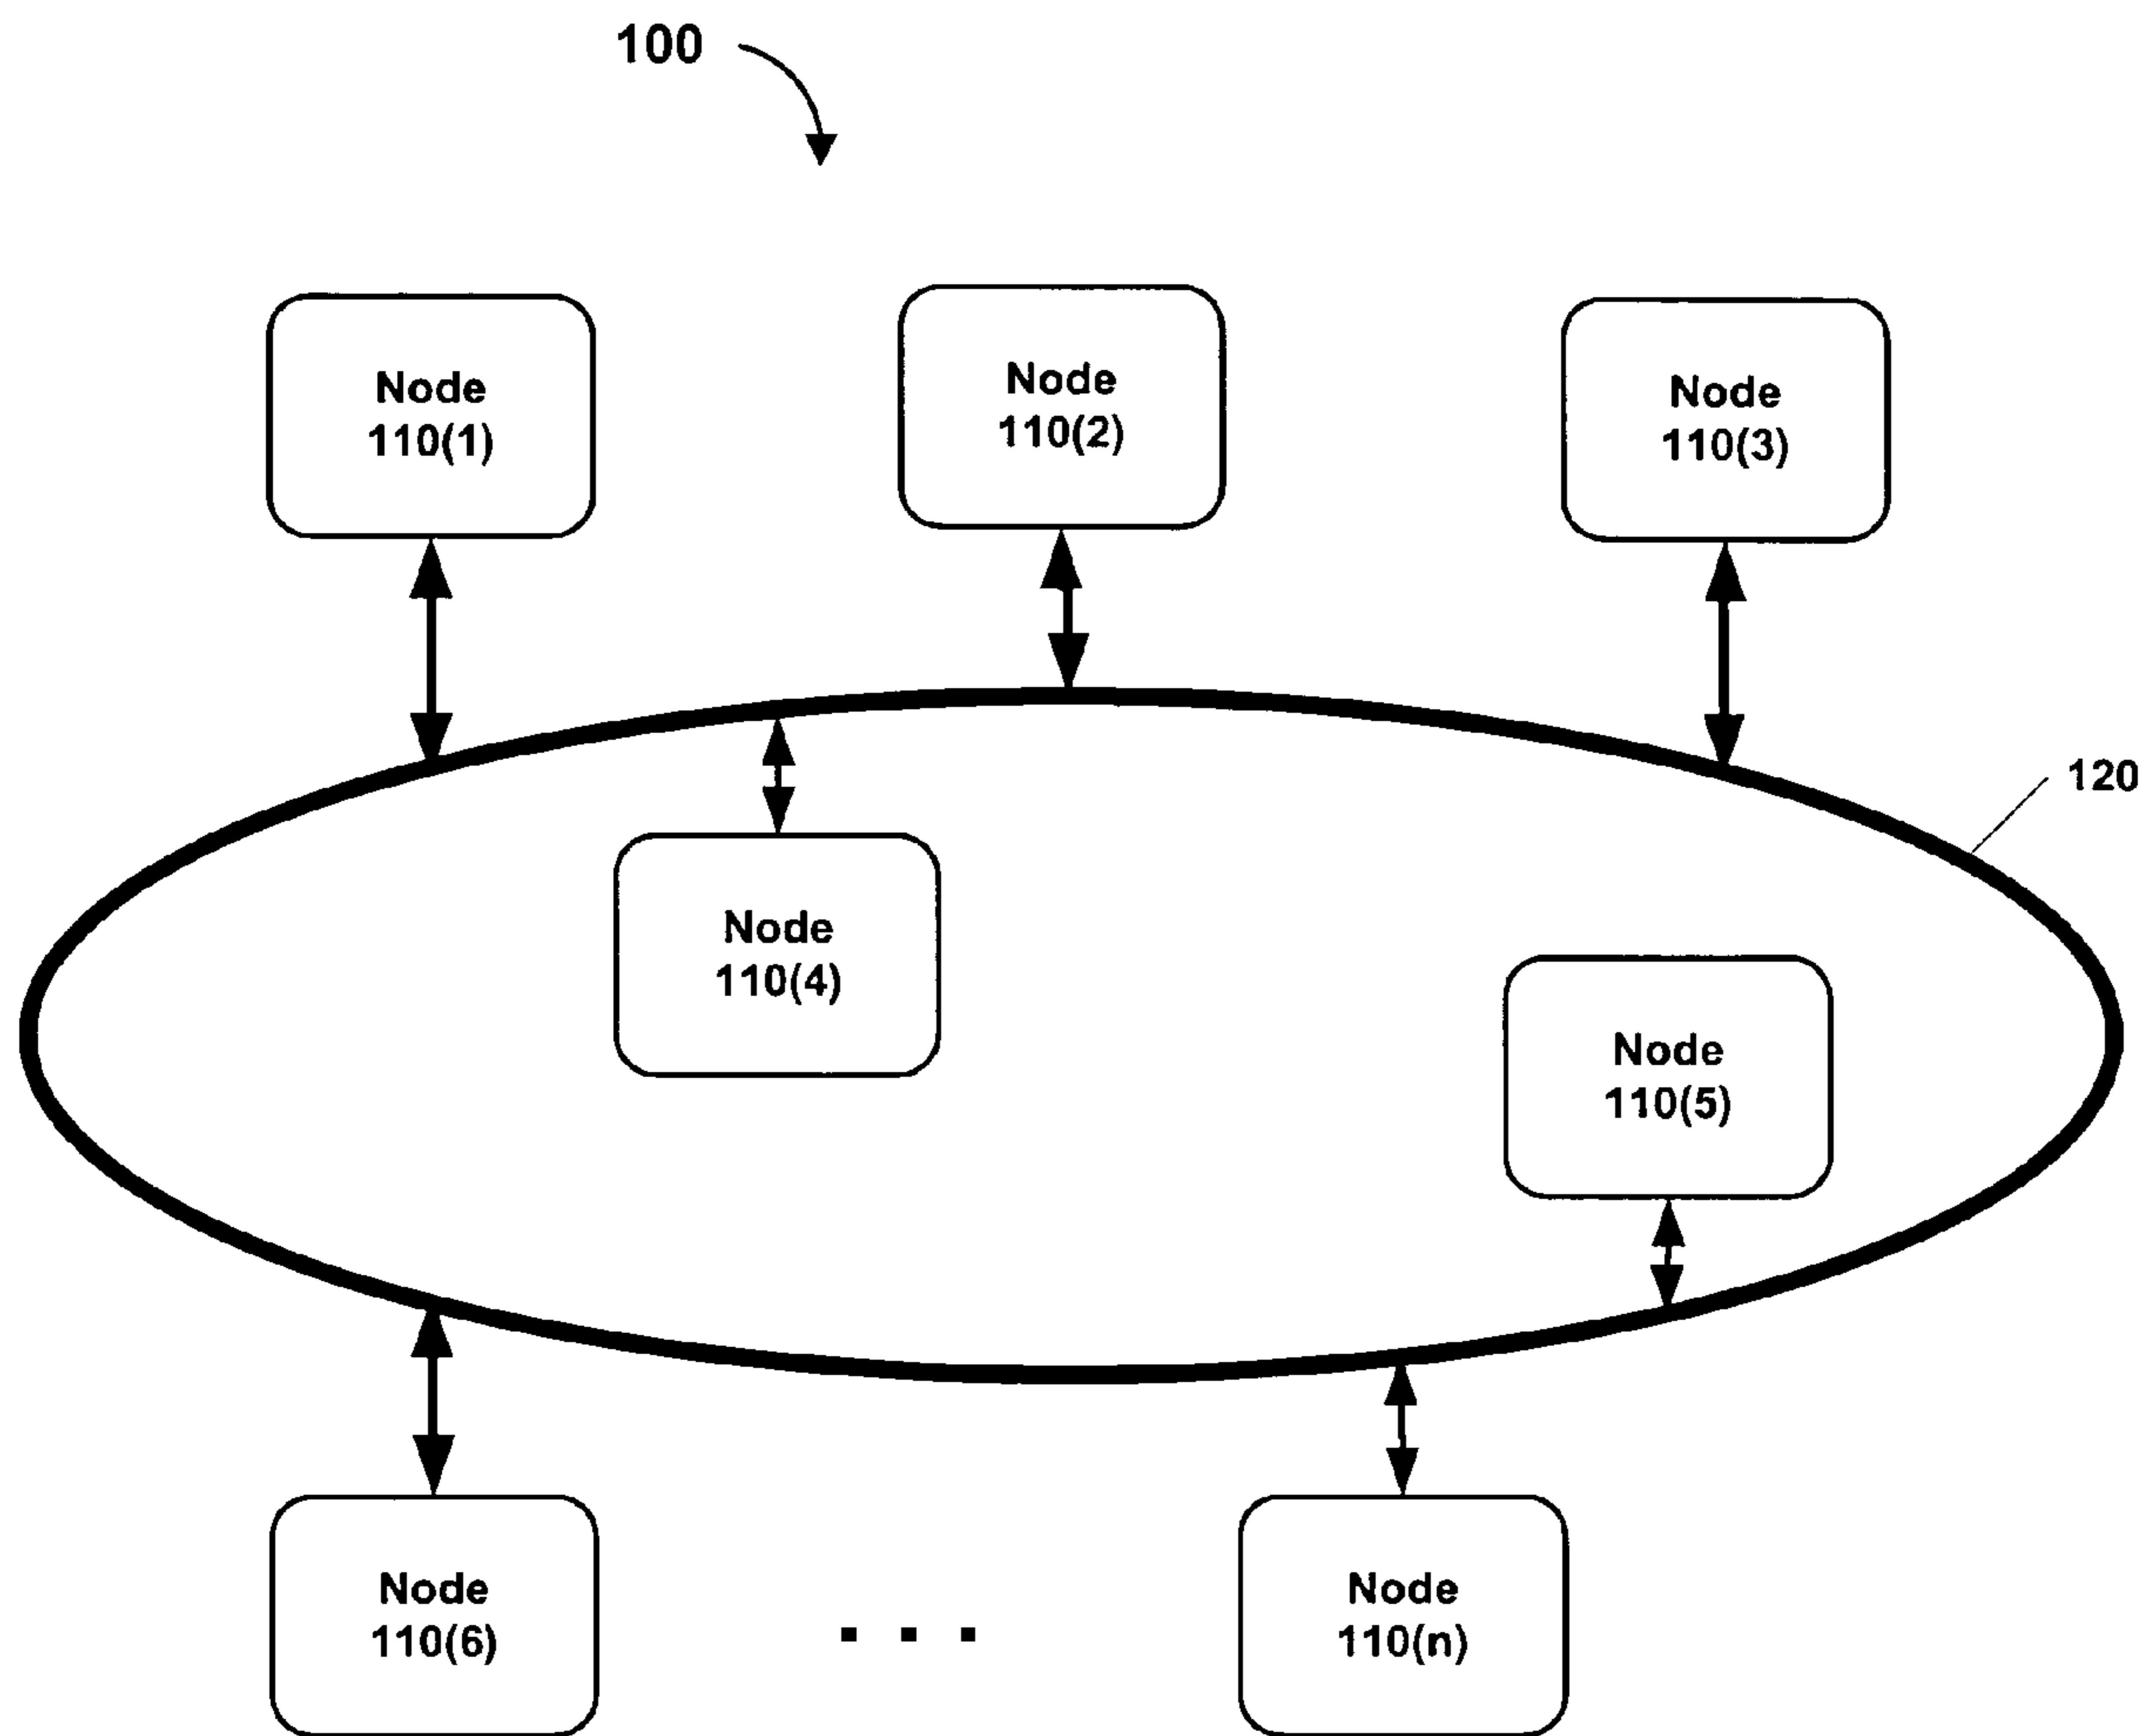 100
Node
110(1)
Node
110(2)
Node
110(3)
120
Node
110(4)
Node
110(5)
Node
110(6)
. . .
Node
110(n)